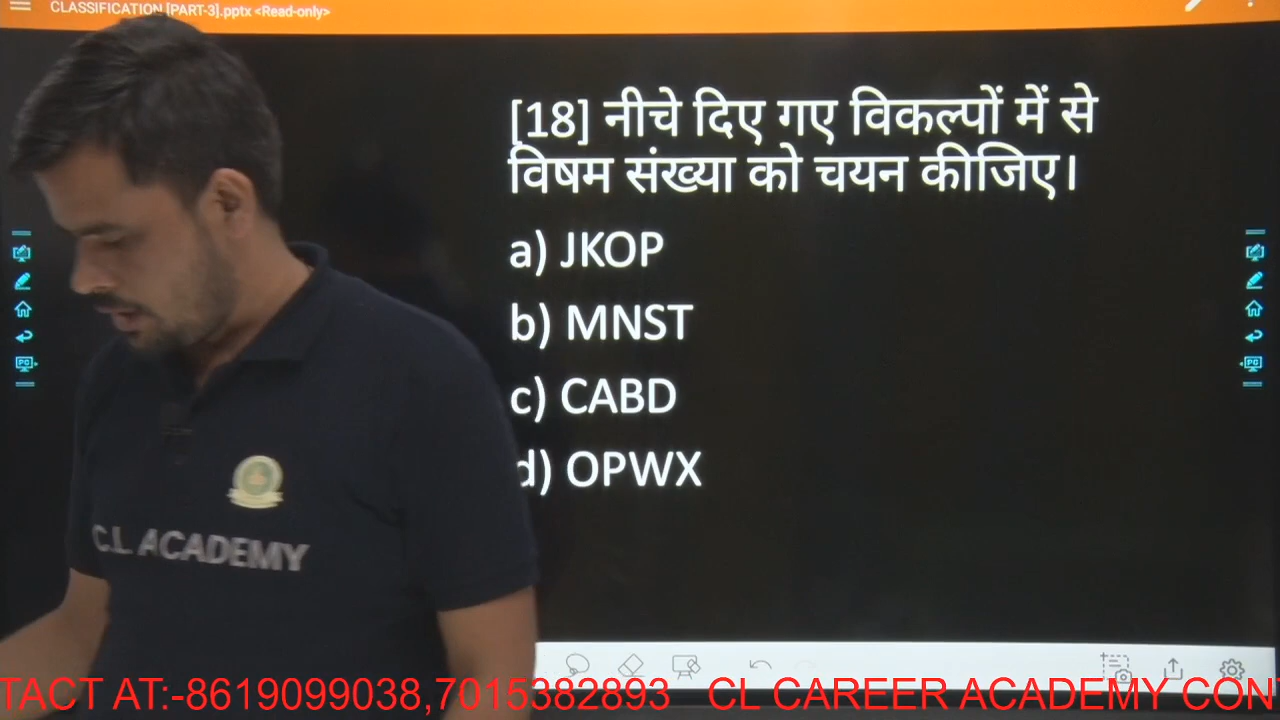 CLASSIFICATION [PART-3].pptx <Read-only>
[18] नीचे दिए गए विकल्पों में से
विषम संख्या को चयन कीजिए।
a) JKOP
b) MNST
c) CABD
d) OPWX
C.L ACADEMY
TACT AT:-8619099038,7015382893 CL CAREER ACADEMY CON